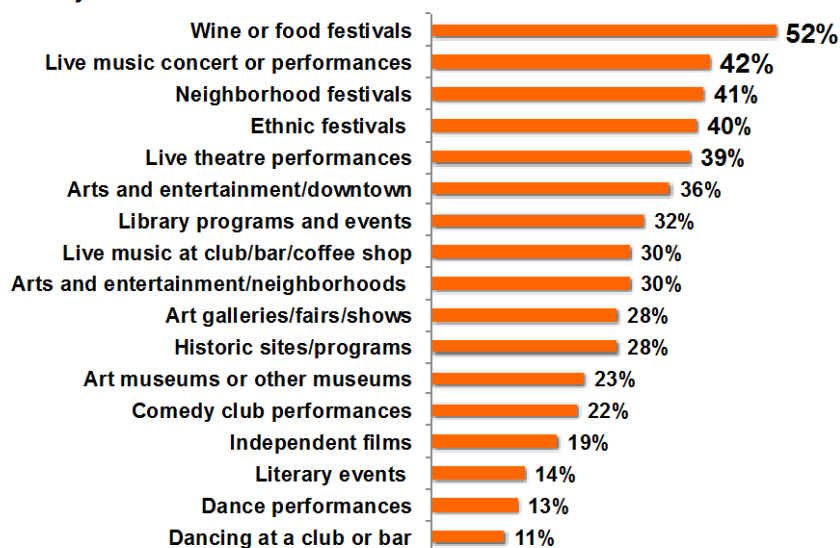 Wine or food festivals 52%
Live music concert or performances 42%
Neighborhood festivals 41%
Ethnic festivals 40%
Live theatre performances 39%
Arts and entertainment/downtown 36%
Library programs and events 32%
Live music at club/bar/coffee shop 30%
Arts and entertainment/neighborhoods 30%
Art galleries/fairs/shows 28%
Historic sites/programs 28%
Art museums or other museums 23%
Comedy club performances 22%
Independent films 19%
Literary events 14%
Dance performances 13%
Dancing at a club or bar 11%